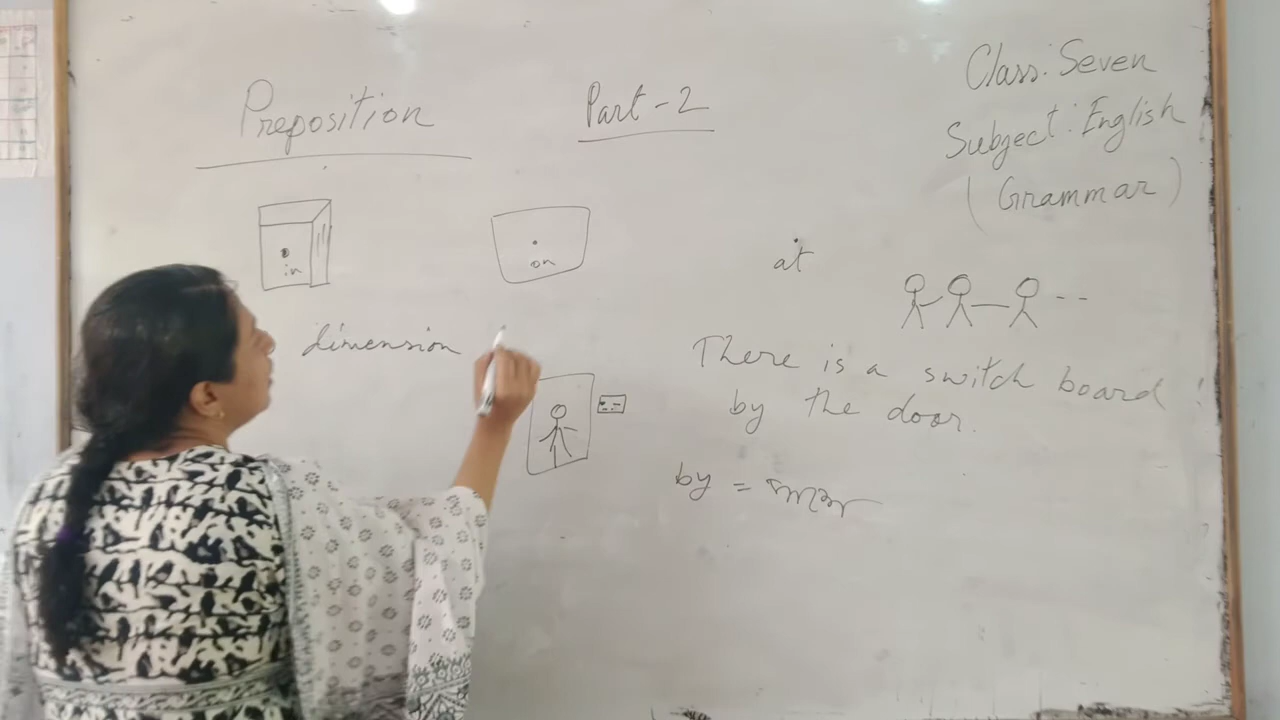 Preposition Part-2
Class: Seven
Subject: English
(Grammar)
in
on
at
dimension
There is a switch board
by the door.
by =